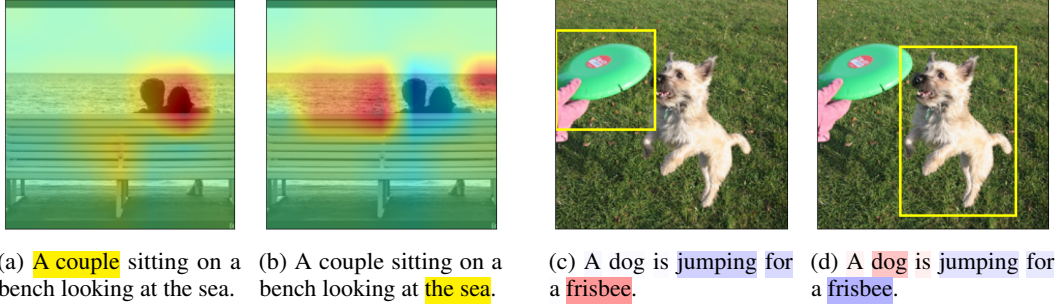 (a) A couple sitting on a
bench looking at the sea.
(b) A couple sitting on a
bench looking at the sea.
(c) A dog is jumping for
a frisbee.
(d) A dog is jumping for
a frisbee.